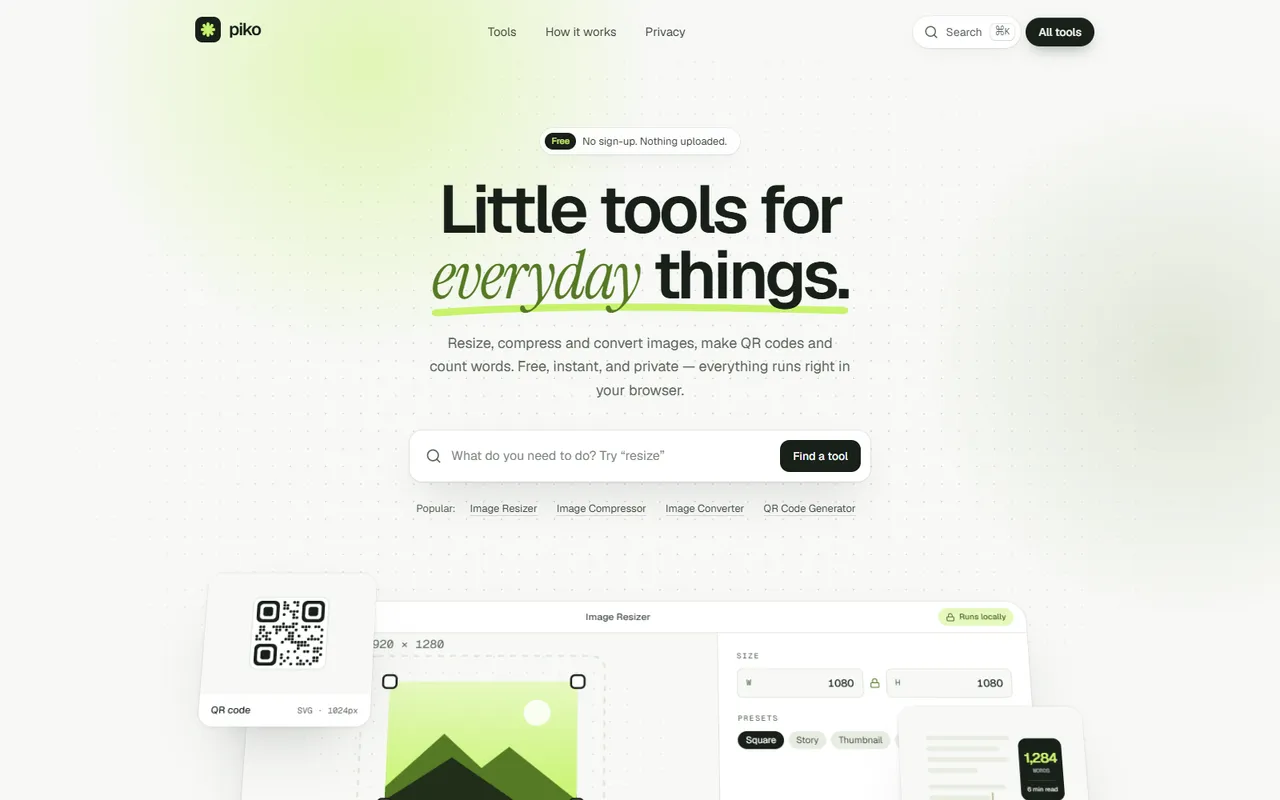 piko
Tools
How it works
Privacy
Search
⌘K
All tools
Free
No sign-up. Nothing uploaded.
Little tools for
everyday things.
Resize, compress and convert images, make QR codes and
count words. Free, instant, and private — everything runs right in
your browser.
What do you need to do? Try “resize”
Find a tool
Popular:
Image Resizer
Image Compressor
Image Converter
QR Code Generator
Image Resizer
Runs locally
920 × 1280
SIZE
W 1080
H 1080
PRESETS
Square
Story
Thumbnail
QR code
SVG · 1024px
1,284
WORDS
6 min read